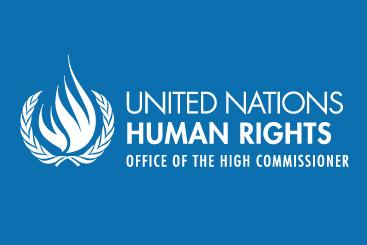 UNITED NATIONS
HUMAN RIGHTS
OFFICE OF THE HIGH COMMISSIONER